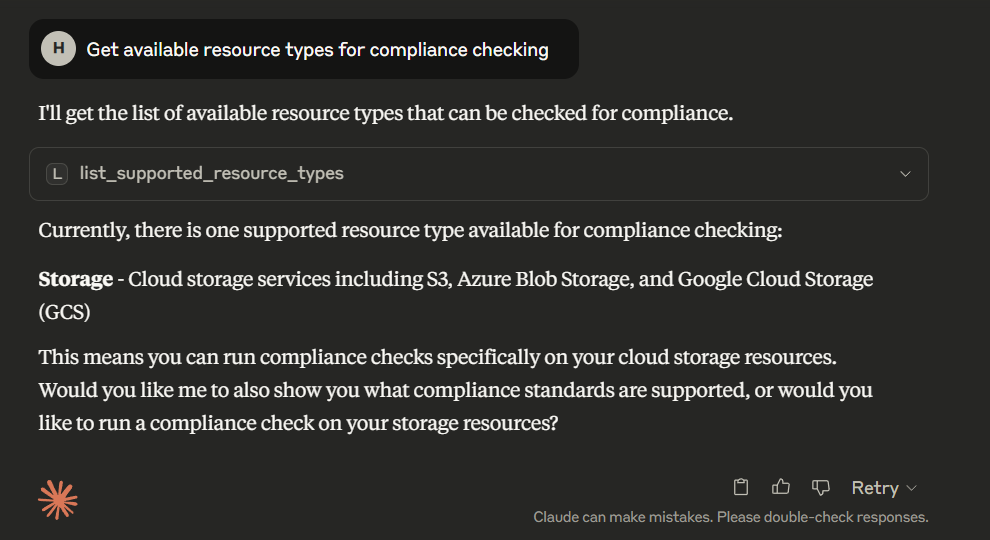 H Get available resource types for compliance checking
I'll get the list of available resource types that can be checked for compliance.
L list_supported_resource_types
Currently, there is one supported resource type available for compliance checking:
Storage - Cloud storage services including S3, Azure Blob Storage, and Google Cloud Storage
(GCS)
This means you can run compliance checks specifically on your cloud storage resources.
Would you like me to also show you what compliance standards are supported, or would you
like to run a compliance check on your storage resources?
Retry
Claude can make mistakes. Please double-check responses.